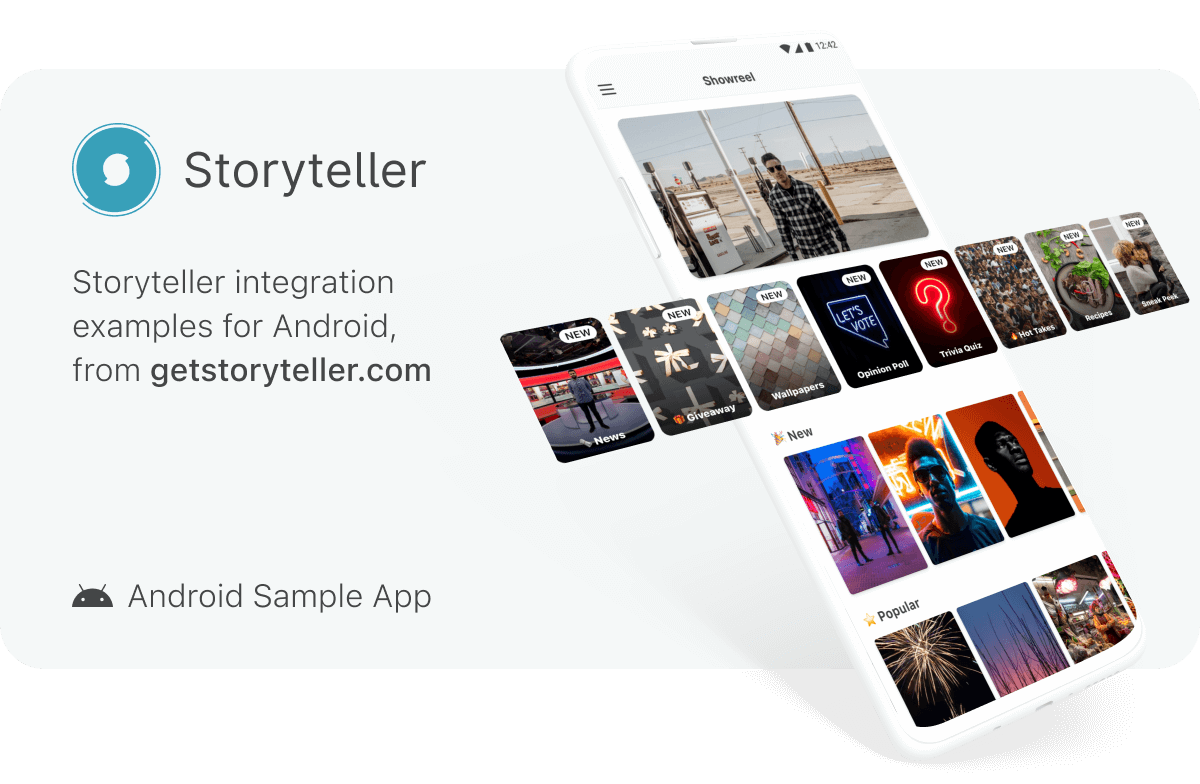 Storyteller
Storyteller integration
examples for Android,
from getstoryteller.com
Android Sample App
12:42
Showreel
NEW
News
NEW
🎁 Giveaway
NEW
Wallpapers
NEW
LET'S
VOTE
Opinion Poll
NEW
Trivia Quiz
NEW
🔥 Hot Takes
NEW
Recipes
NEW
Sneak Peek
🎉 New
⭐ Popular